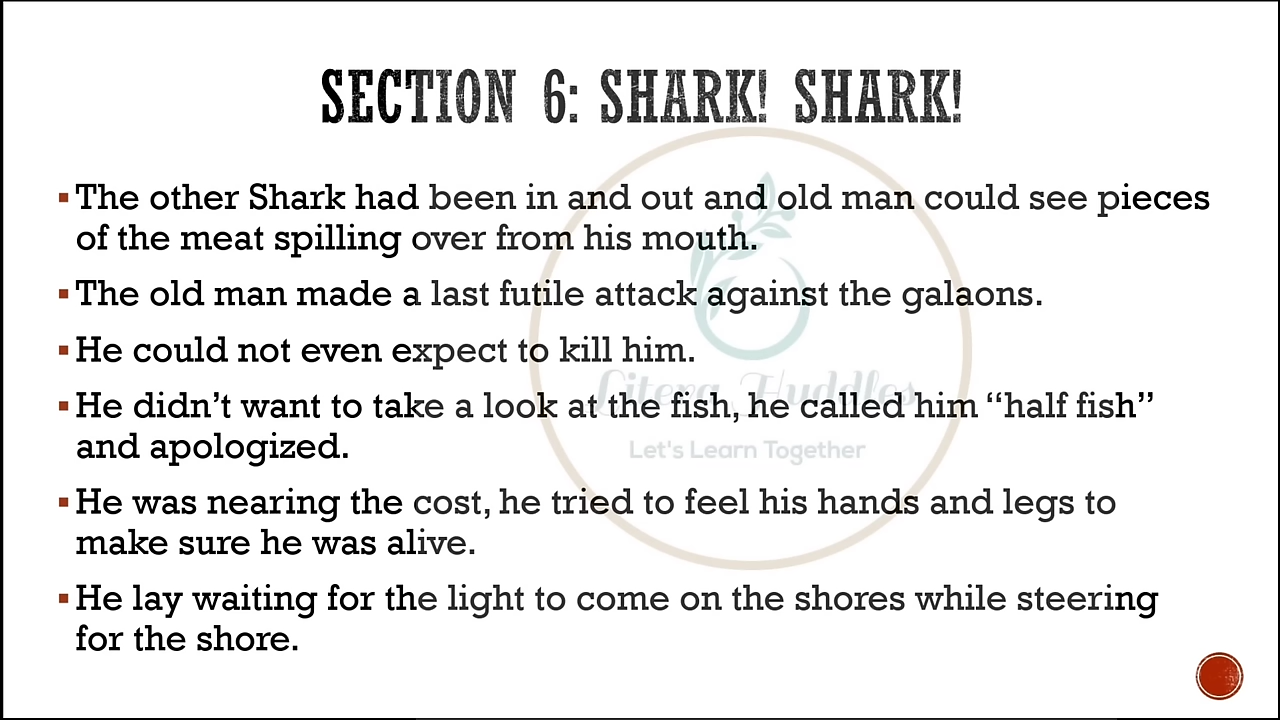 SECTION 6: SHARK! SHARK!
▪The other Shark had been in and out and old man could see pieces
of the meat spilling over from his mouth.
▪The old man made a last futile attack against the galaons.
▪He could not even expect to kill him.
▪He didn’t want to take a look at the fish, he called him “half fish”
and apologized.
▪He was nearing the cost, he tried to feel his hands and legs to
make sure he was alive.
▪He lay waiting for the light to come on the shores while steering
for the shore.
Litera Huddles
Let's Learn Together